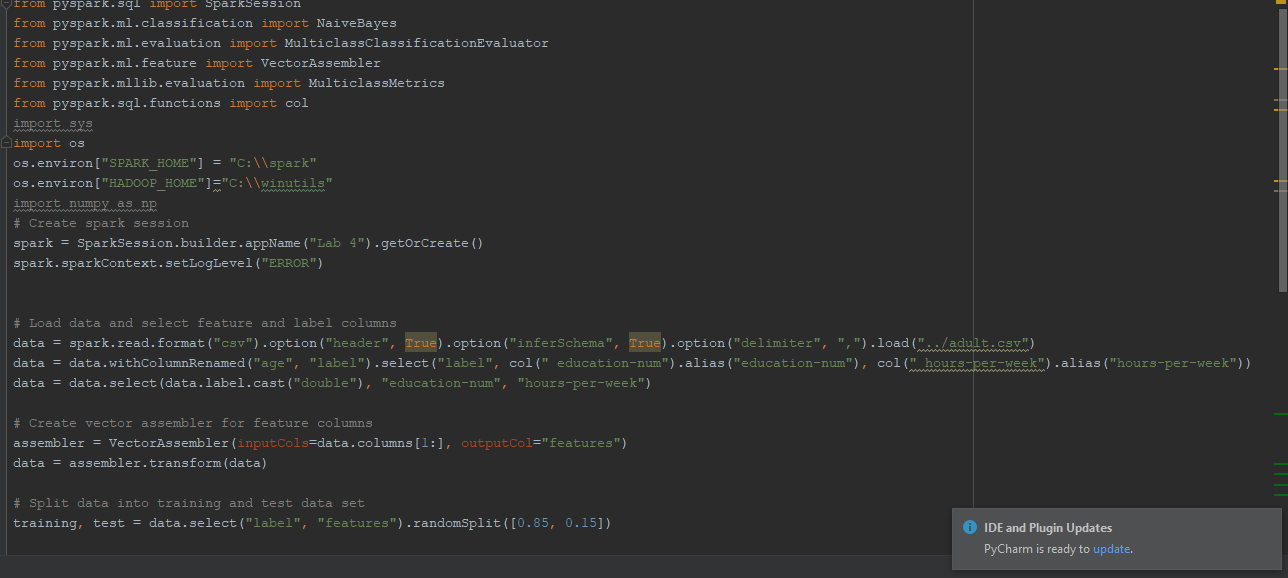 from pyspark.sql import SparkSession
from pyspark.ml.classification import NaiveBayes
from pyspark.ml.evaluation import MulticlassClassificationEvaluator
from pyspark.ml.feature import VectorAssembler
from pyspark.mllib.evaluation import MulticlassMetrics
from pyspark.sql.functions import col
import sys
import os
os.environ["SPARK_HOME"] = "C:\\spark"
os.environ["HADOOP_HOME"]="C:\\winutils"
import numpy as np
# Create spark session
spark = SparkSession.builder.appName("Lab 4").getOrCreate()
spark.sparkContext.setLogLevel("ERROR")
# Load data and select feature and label columns
data = spark.read.format("csv").option("header", True).option("inferSchema", True).option("delimiter", ",").load("../adult.csv")
data = data.withColumnRenamed("age", "label").select("label", col(" education-num").alias("education-num"), col(" hours-per-week").alias("hours-per-week"))
data = data.select(data.label.cast("double"), "education-num", "hours-per-week")
# Create vector assembler for feature columns
assembler = VectorAssembler(inputCols=data.columns[1:], outputCol="features")
data = assembler.transform(data)
# Split data into training and test data set
training, test = data.select("label", "features").randomSplit([0.85, 0.15])
IDE and Plugin Updates
PyCharm is ready to update.